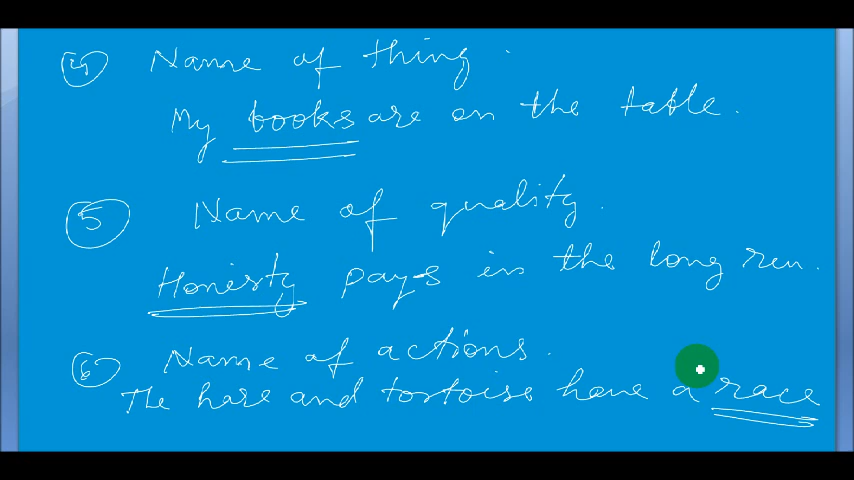 4 Name of thing.
My books are on the table.
5 Name of quality.
Honesty pays in the long run.
6 Name of actions.
The hare and tortoise have a race